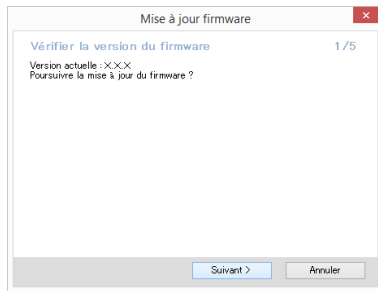 Mise à jour firmware
Vérifier la version du firmware 1/5
Version actuelle : X.X.X
Poursuivre la mise à jour du firmware ?
Suivant > Annuler